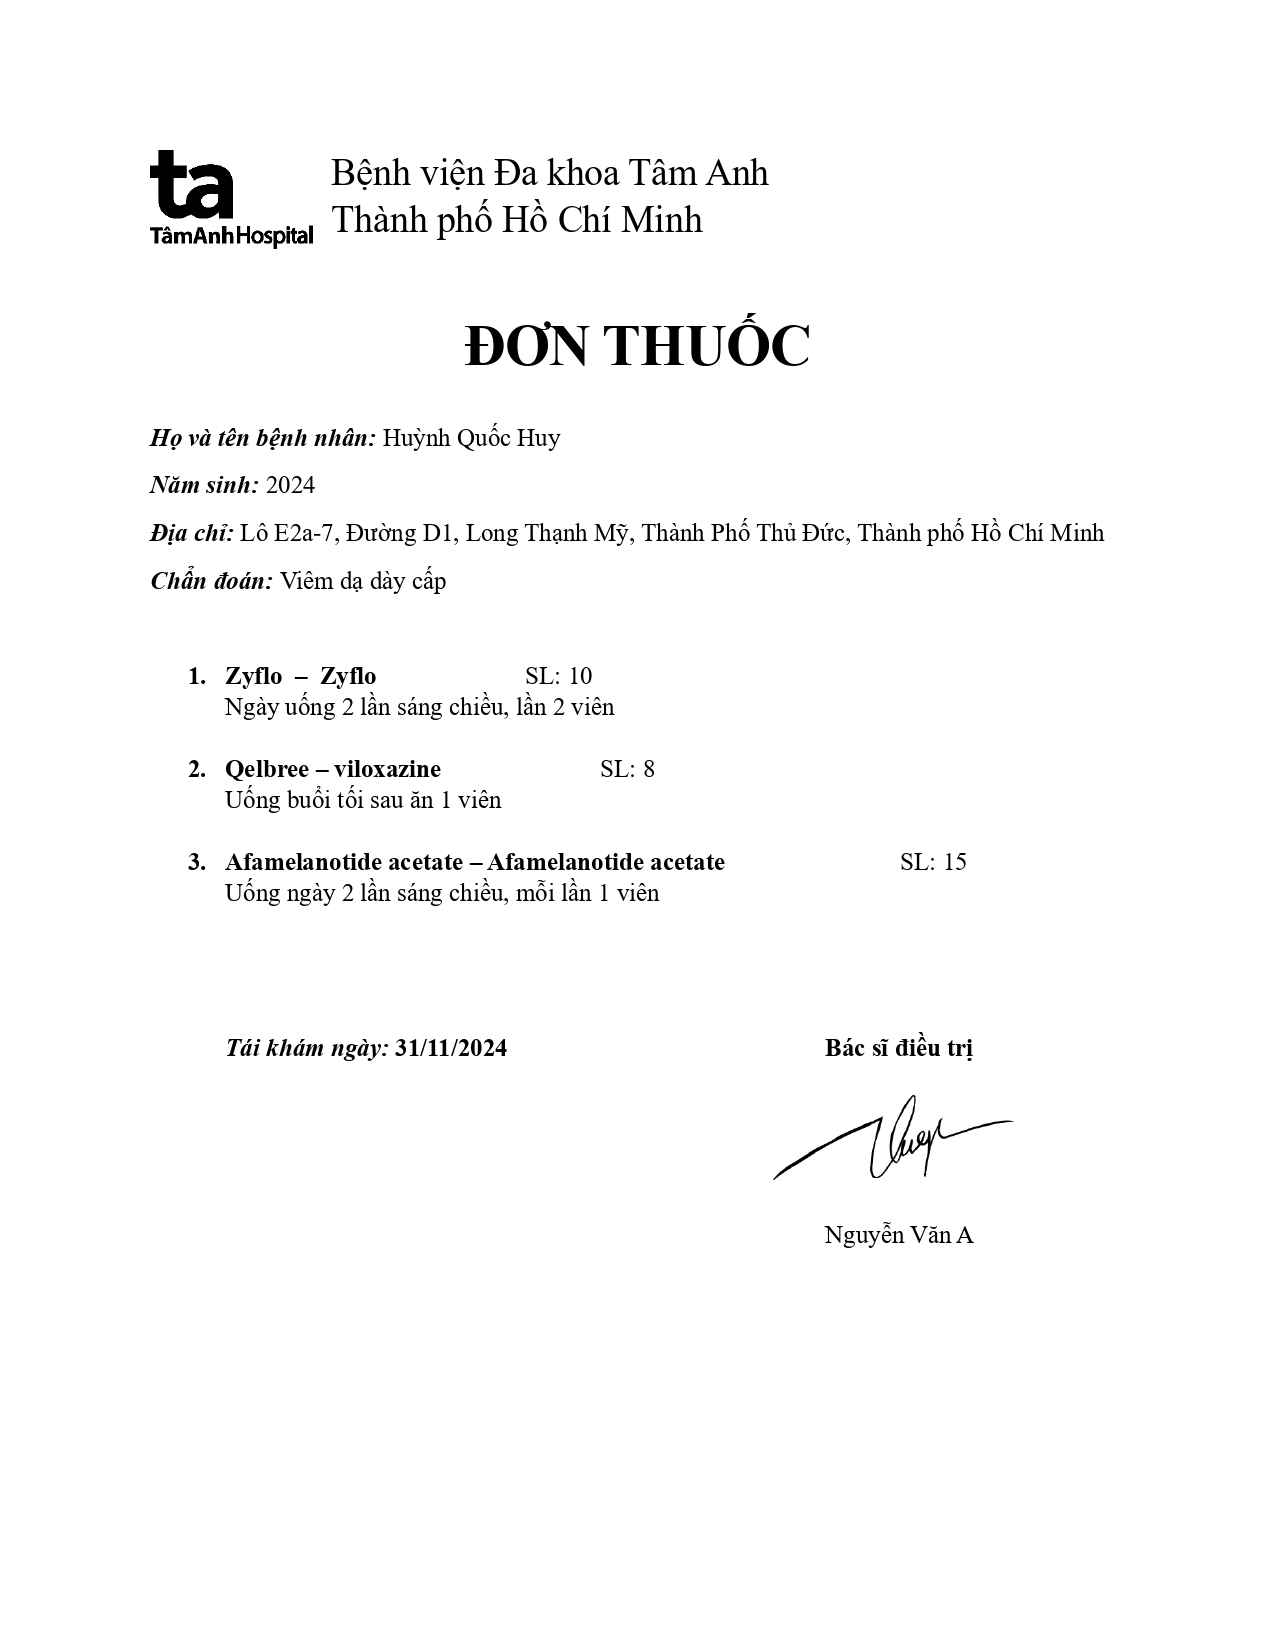 ta
TâmAnh Hospital
Bệnh viện Đa khoa Tâm Anh
Thành phố Hồ Chí Minh
ĐƠN THUỐC
Họ và tên bệnh nhân: Huỳnh Quốc Huy
Năm sinh: 2024
Địa chỉ: Lô E2a-7, Đường D1, Long Thạnh Mỹ, Thành Phố Thủ Đức, Thành phố Hồ Chí Minh
Chẩn đoán: Viêm dạ dày cấp
1. Zyflo – Zyflo SL: 10
Ngày uống 2 lần sáng chiều, lần 2 viên
2. Qelbree – viloxazine SL: 8
Uống buổi tối sau ăn 1 viên
3. Afamelanotide acetate – Afamelanotide acetate SL: 15
Uống ngày 2 lần sáng chiều, mỗi lần 1 viên
Tái khám ngày: 31/11/2024 Bác sĩ điều trị
Nguyễn Văn A